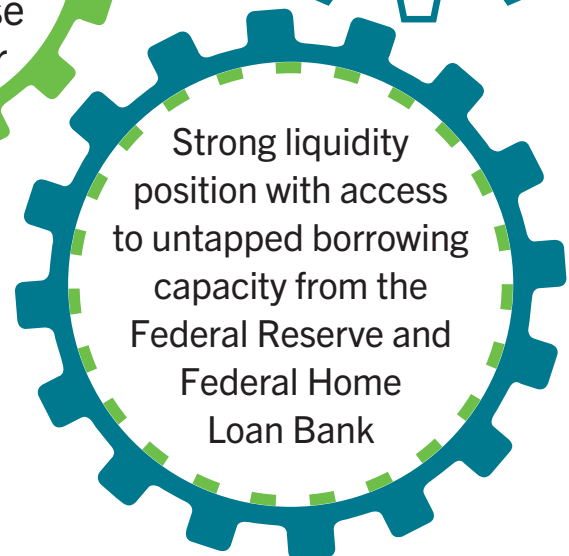 Strong liquidity
position with access
to untapped borrowing
capacity from the
Federal Reserve and
Federal Home
Loan Bank